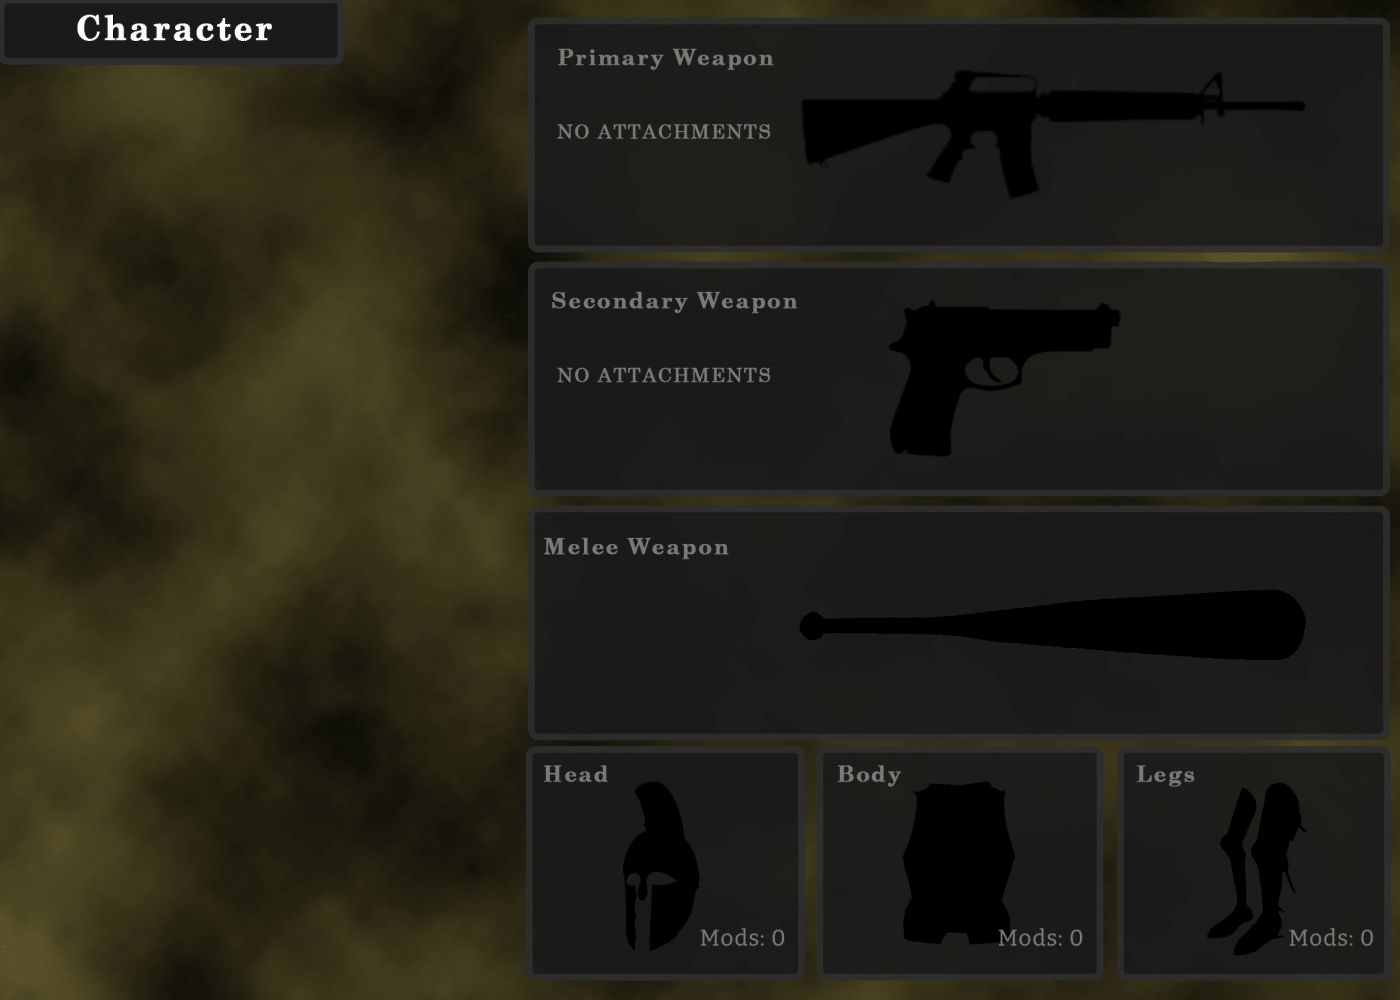 Character
Primary Weapon
NO ATTACHMENTS
Secondary Weapon
NO ATTACHMENTS
Melee Weapon
Head
Mods: 0
Body
Mods: 0
Legs
Mods: 0